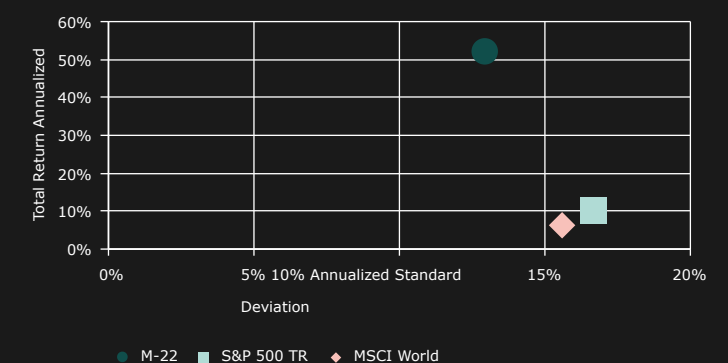 Total Return Annualized
60%
50%
40%
30%
20%
10%
0%
0% 5% 10% Annualized Standard 15% 20%
Deviation
M-22 S&P 500 TR MSCI World